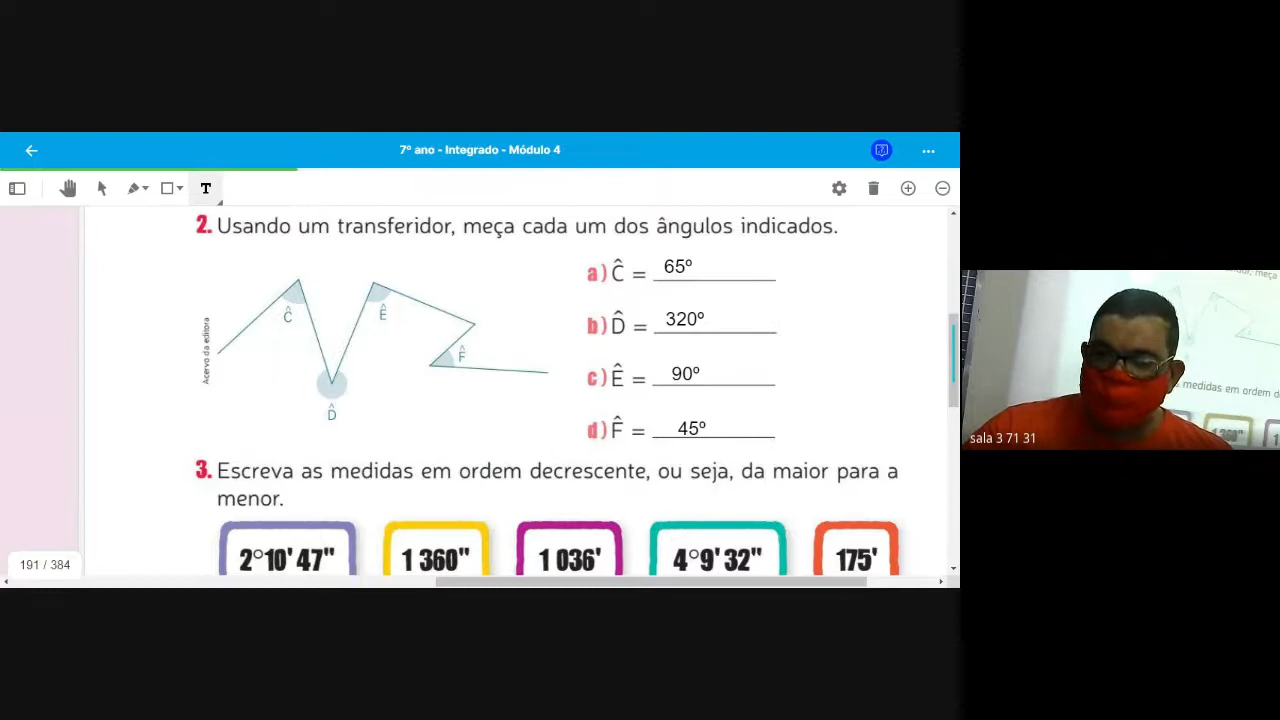 7º ano - Integrado - Módulo 4
T
2. Usando um transferidor, meça cada um dos ângulos indicados.
Acervo da editora
Ĉ
D̂
Ê
F̂
a) Ĉ = 65º
b) D̂ = 320º
c) Ê = 90º
d) F̂ = 45º
3. Escreva as medidas em ordem decrescente, ou seja, da maior para a
menor.
2°10' 47" 1 360" 1 036' 4°9' 32" 175'
191 / 384
sala 3 71 31